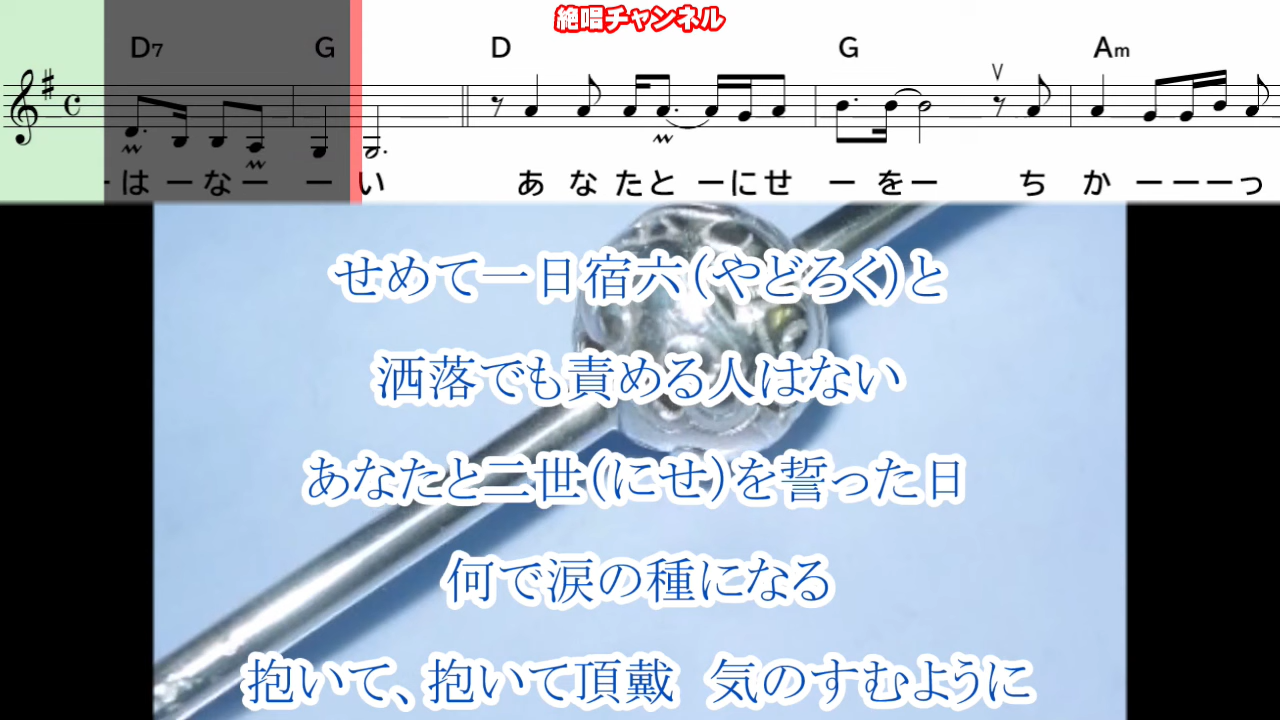 絶唱チャンネル
D7 G D G Am
ー は ー な ー ー い あ な た と ー に せ ー を ー ち か ー ー ー っ
せめて一日宿六(やどろく)と
洒落でも責める人はない
あなたと二世(にせ)を誓った日
何で涙の種になる
抱いて、抱いて頂戴 気のすむように